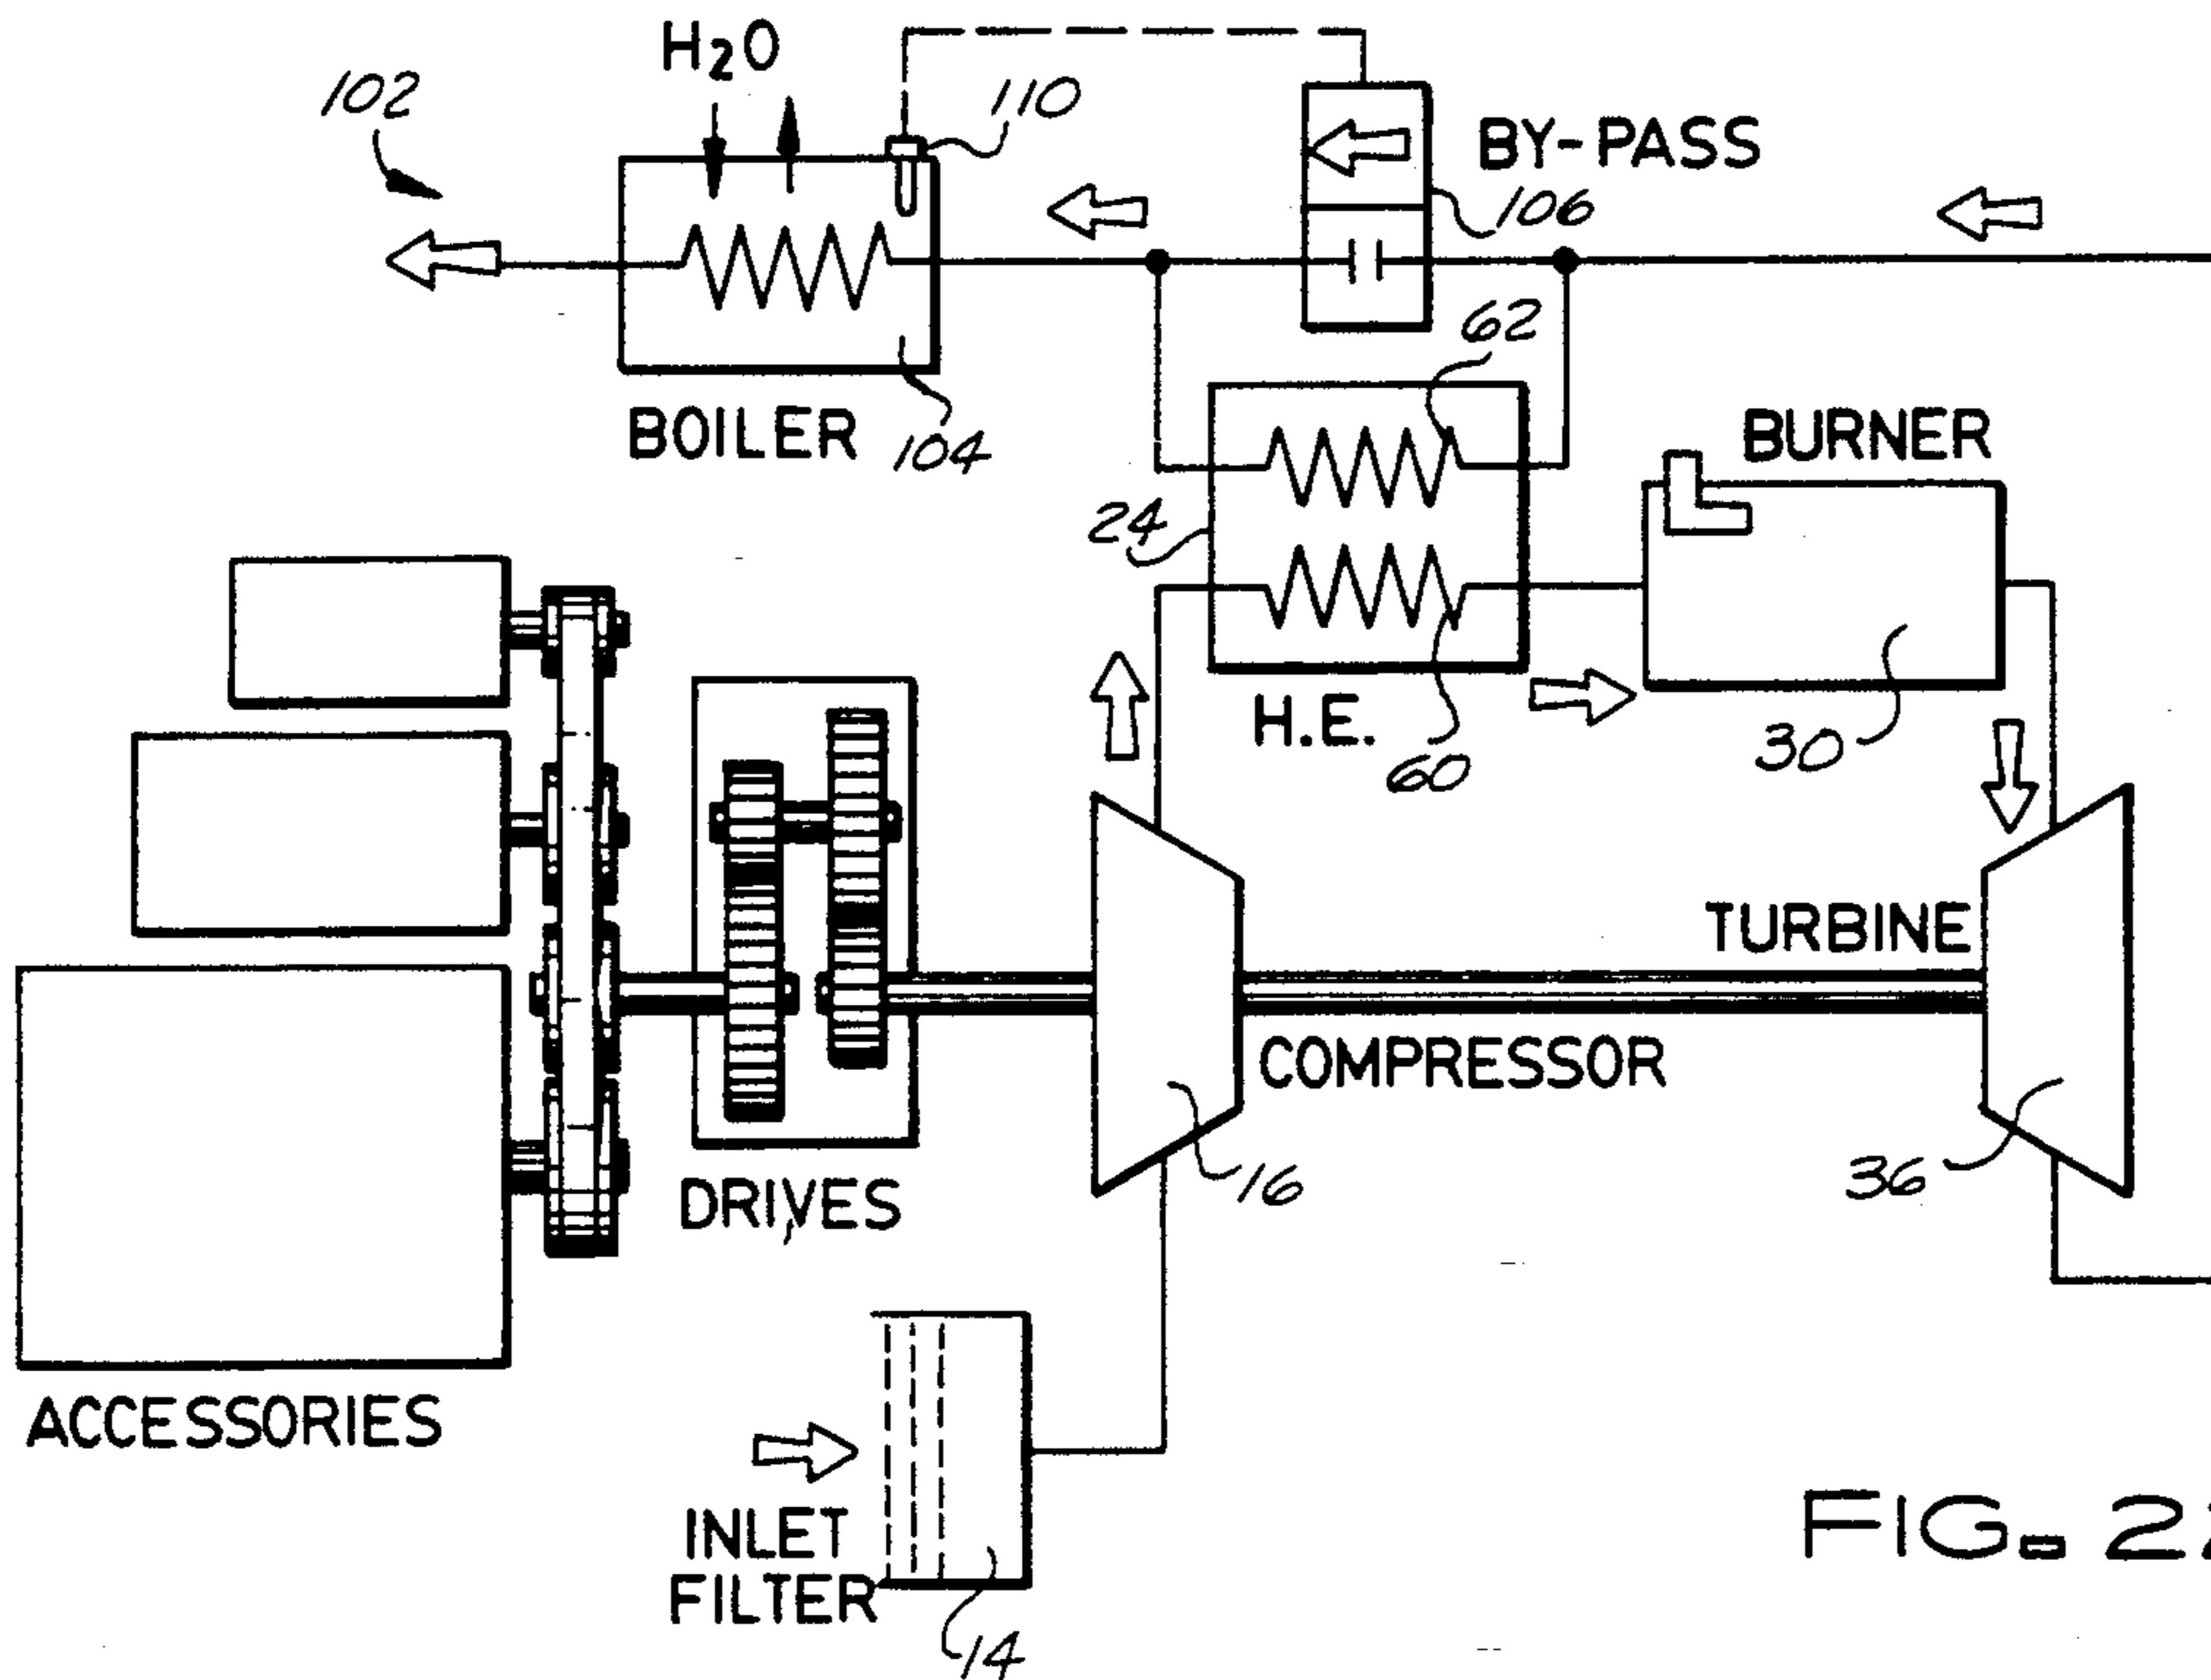 H2O
102
110
BY-PASS
106
62
BOILER
104
BURNER
24
H.E.
60
30
TURBINE
COMPRESSOR
16
36
DRIVES
ACCESSORIES
INLET
FILTER
14
FIG. 22